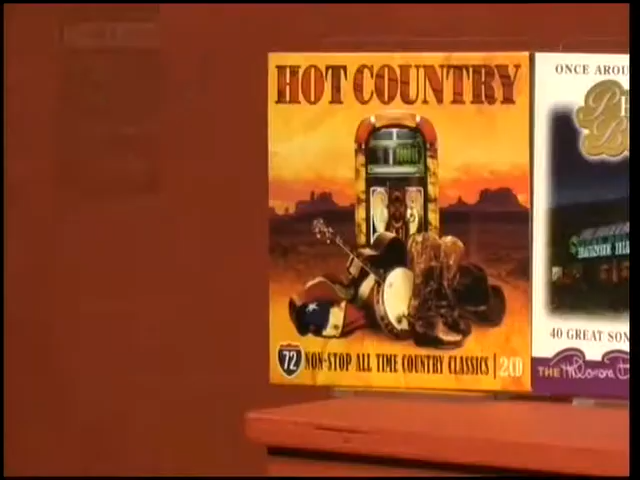 HOT COUNTRY
72 NON-STOP ALL TIME COUNTRY CLASSICS | 2CD
ONCE AROU
40 GREAT SON
THE